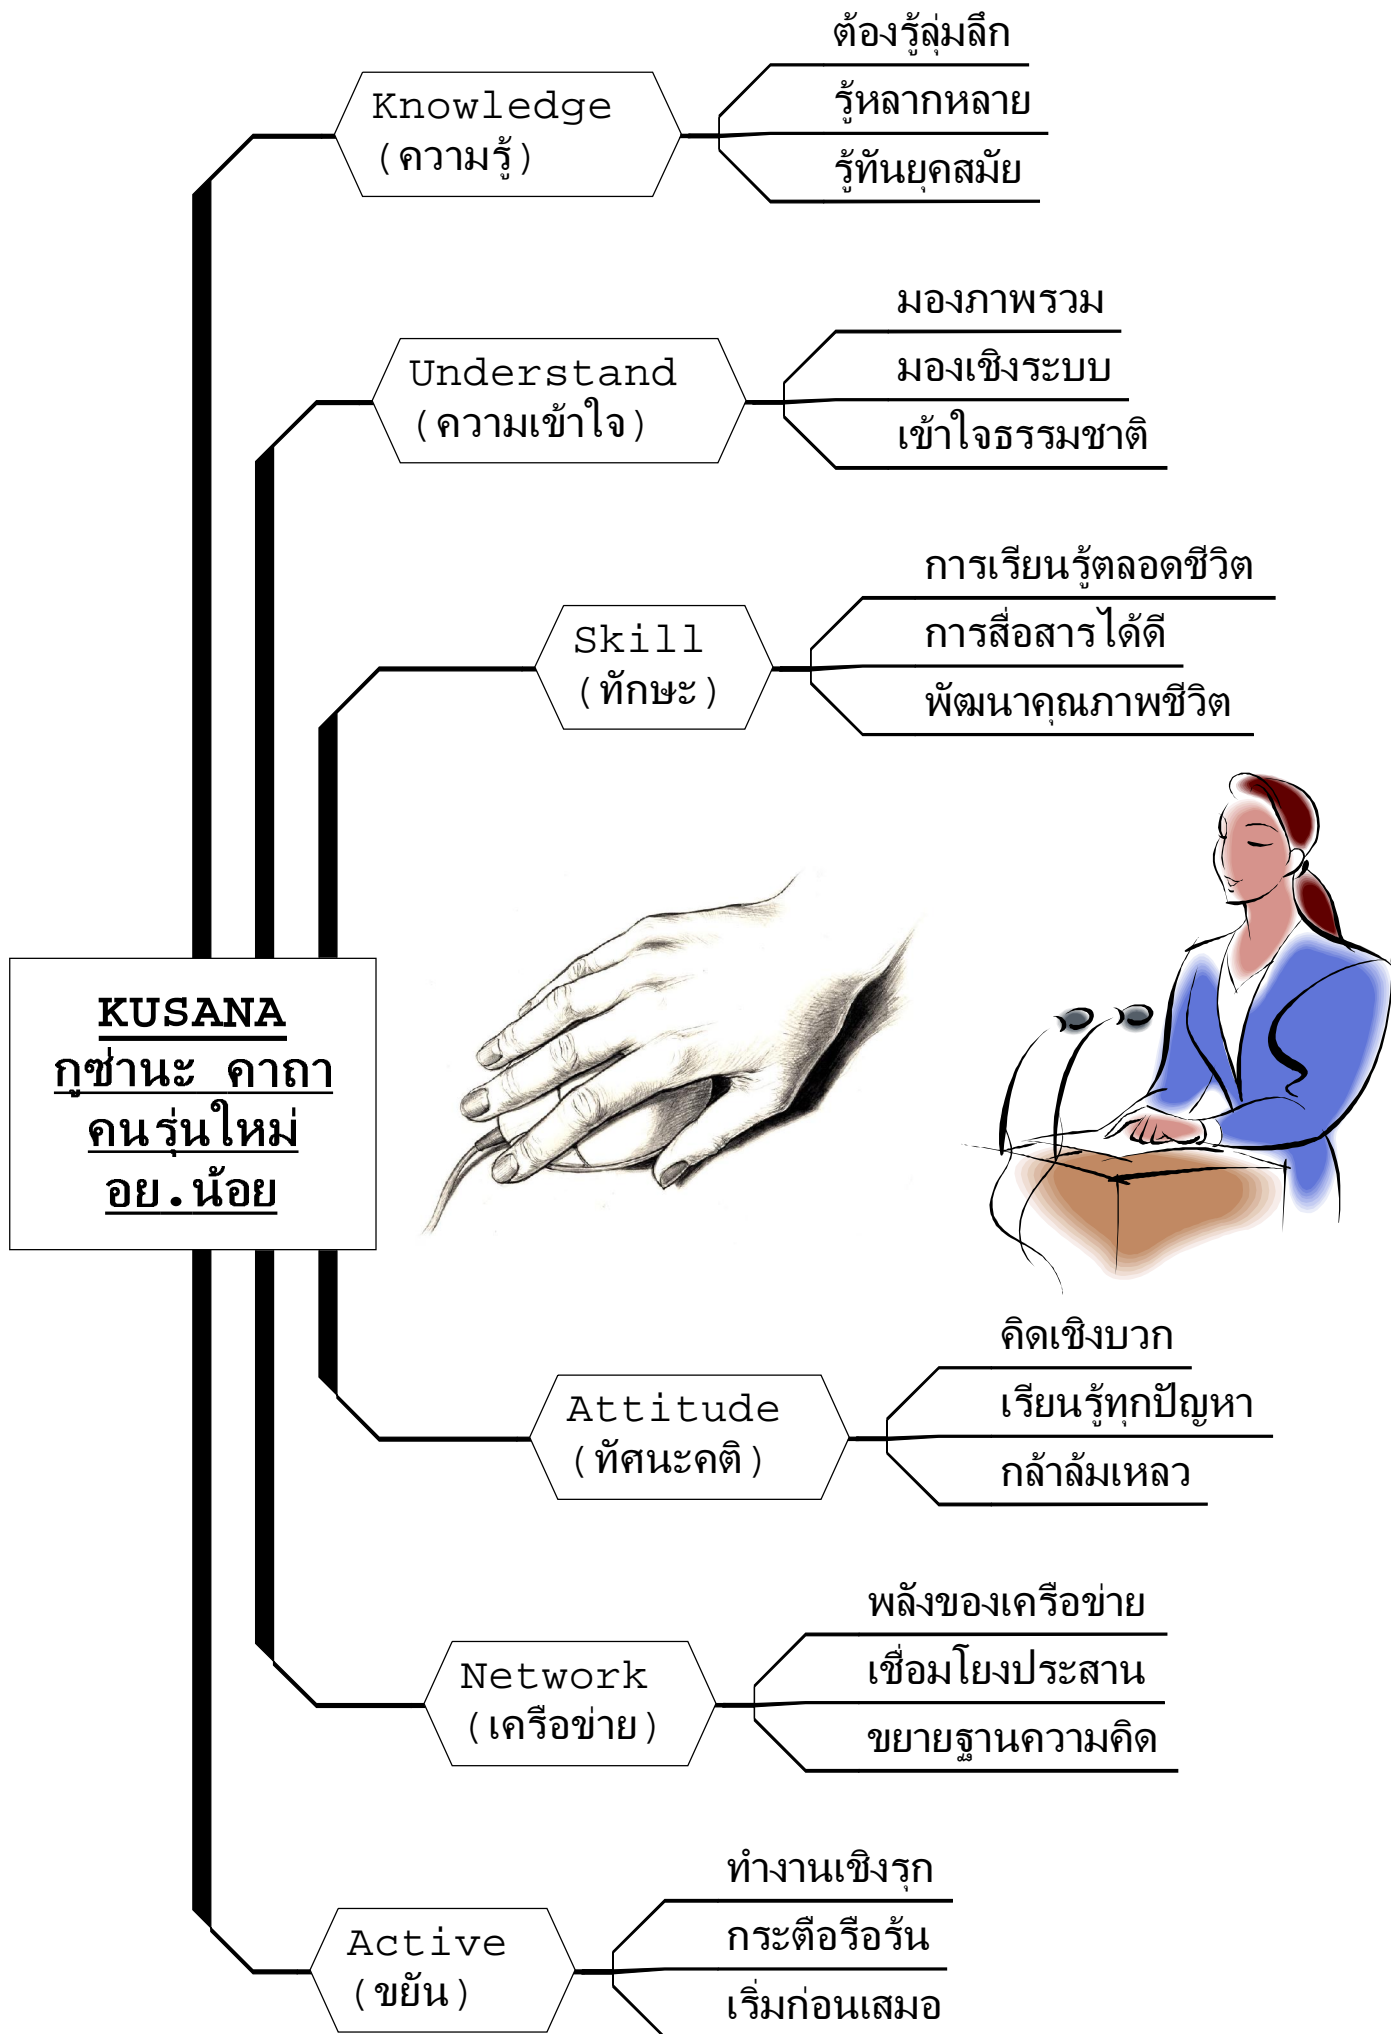 ต้องรู้ลุ่มลึก
Knowledge
(ความรู้)
รู้หลากหลาย
รู้ทันยุคสมัย
มองภาพรวม
Understand
(ความเข้าใจ)
มองเชิงระบบ
เข้าใจธรรมชาติ
การเรียนรู้ตลอดชีวิต
Skill
(ทักษะ)
การสื่อสารได้ดี
พัฒนาคุณภาพชีวิต
KUSANA
กูซ่านะ คาถา
คนรุ่นใหม่
อย.น้อย
คิดเชิงบวก
Attitude
(ทัศนะคติ)
เรียนรู้ทุกปัญหา
กล้าล้มเหลว
พลังของเครือข่าย
Network
(เครือข่าย)
เชื่อมโยงประสาน
ขยายฐานความคิด
ทำงานเชิงรุก
Active
(ขยัน)
กระตือรือร้น
เริ่มก่อนเสมอ